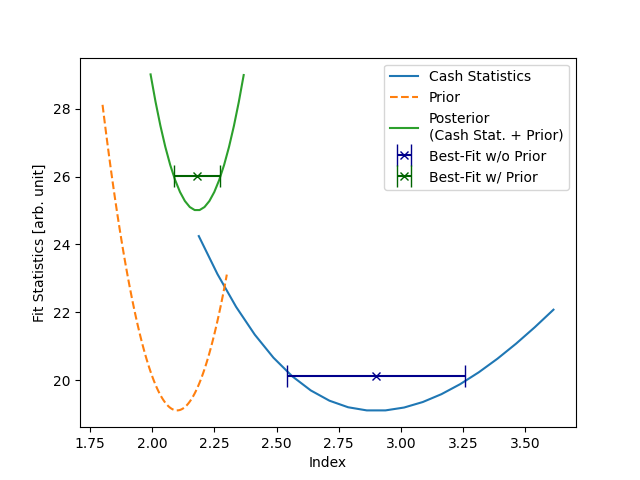 Fit Statistics [arb. unit]
28
26
24
22
20
1.75 2.00 2.25 2.50 2.75 3.00 3.25 3.50
Index
Cash Statistics
Prior
Posterior
(Cash Stat. + Prior)
Best-Fit w/o Prior
Best-Fit w/ Prior